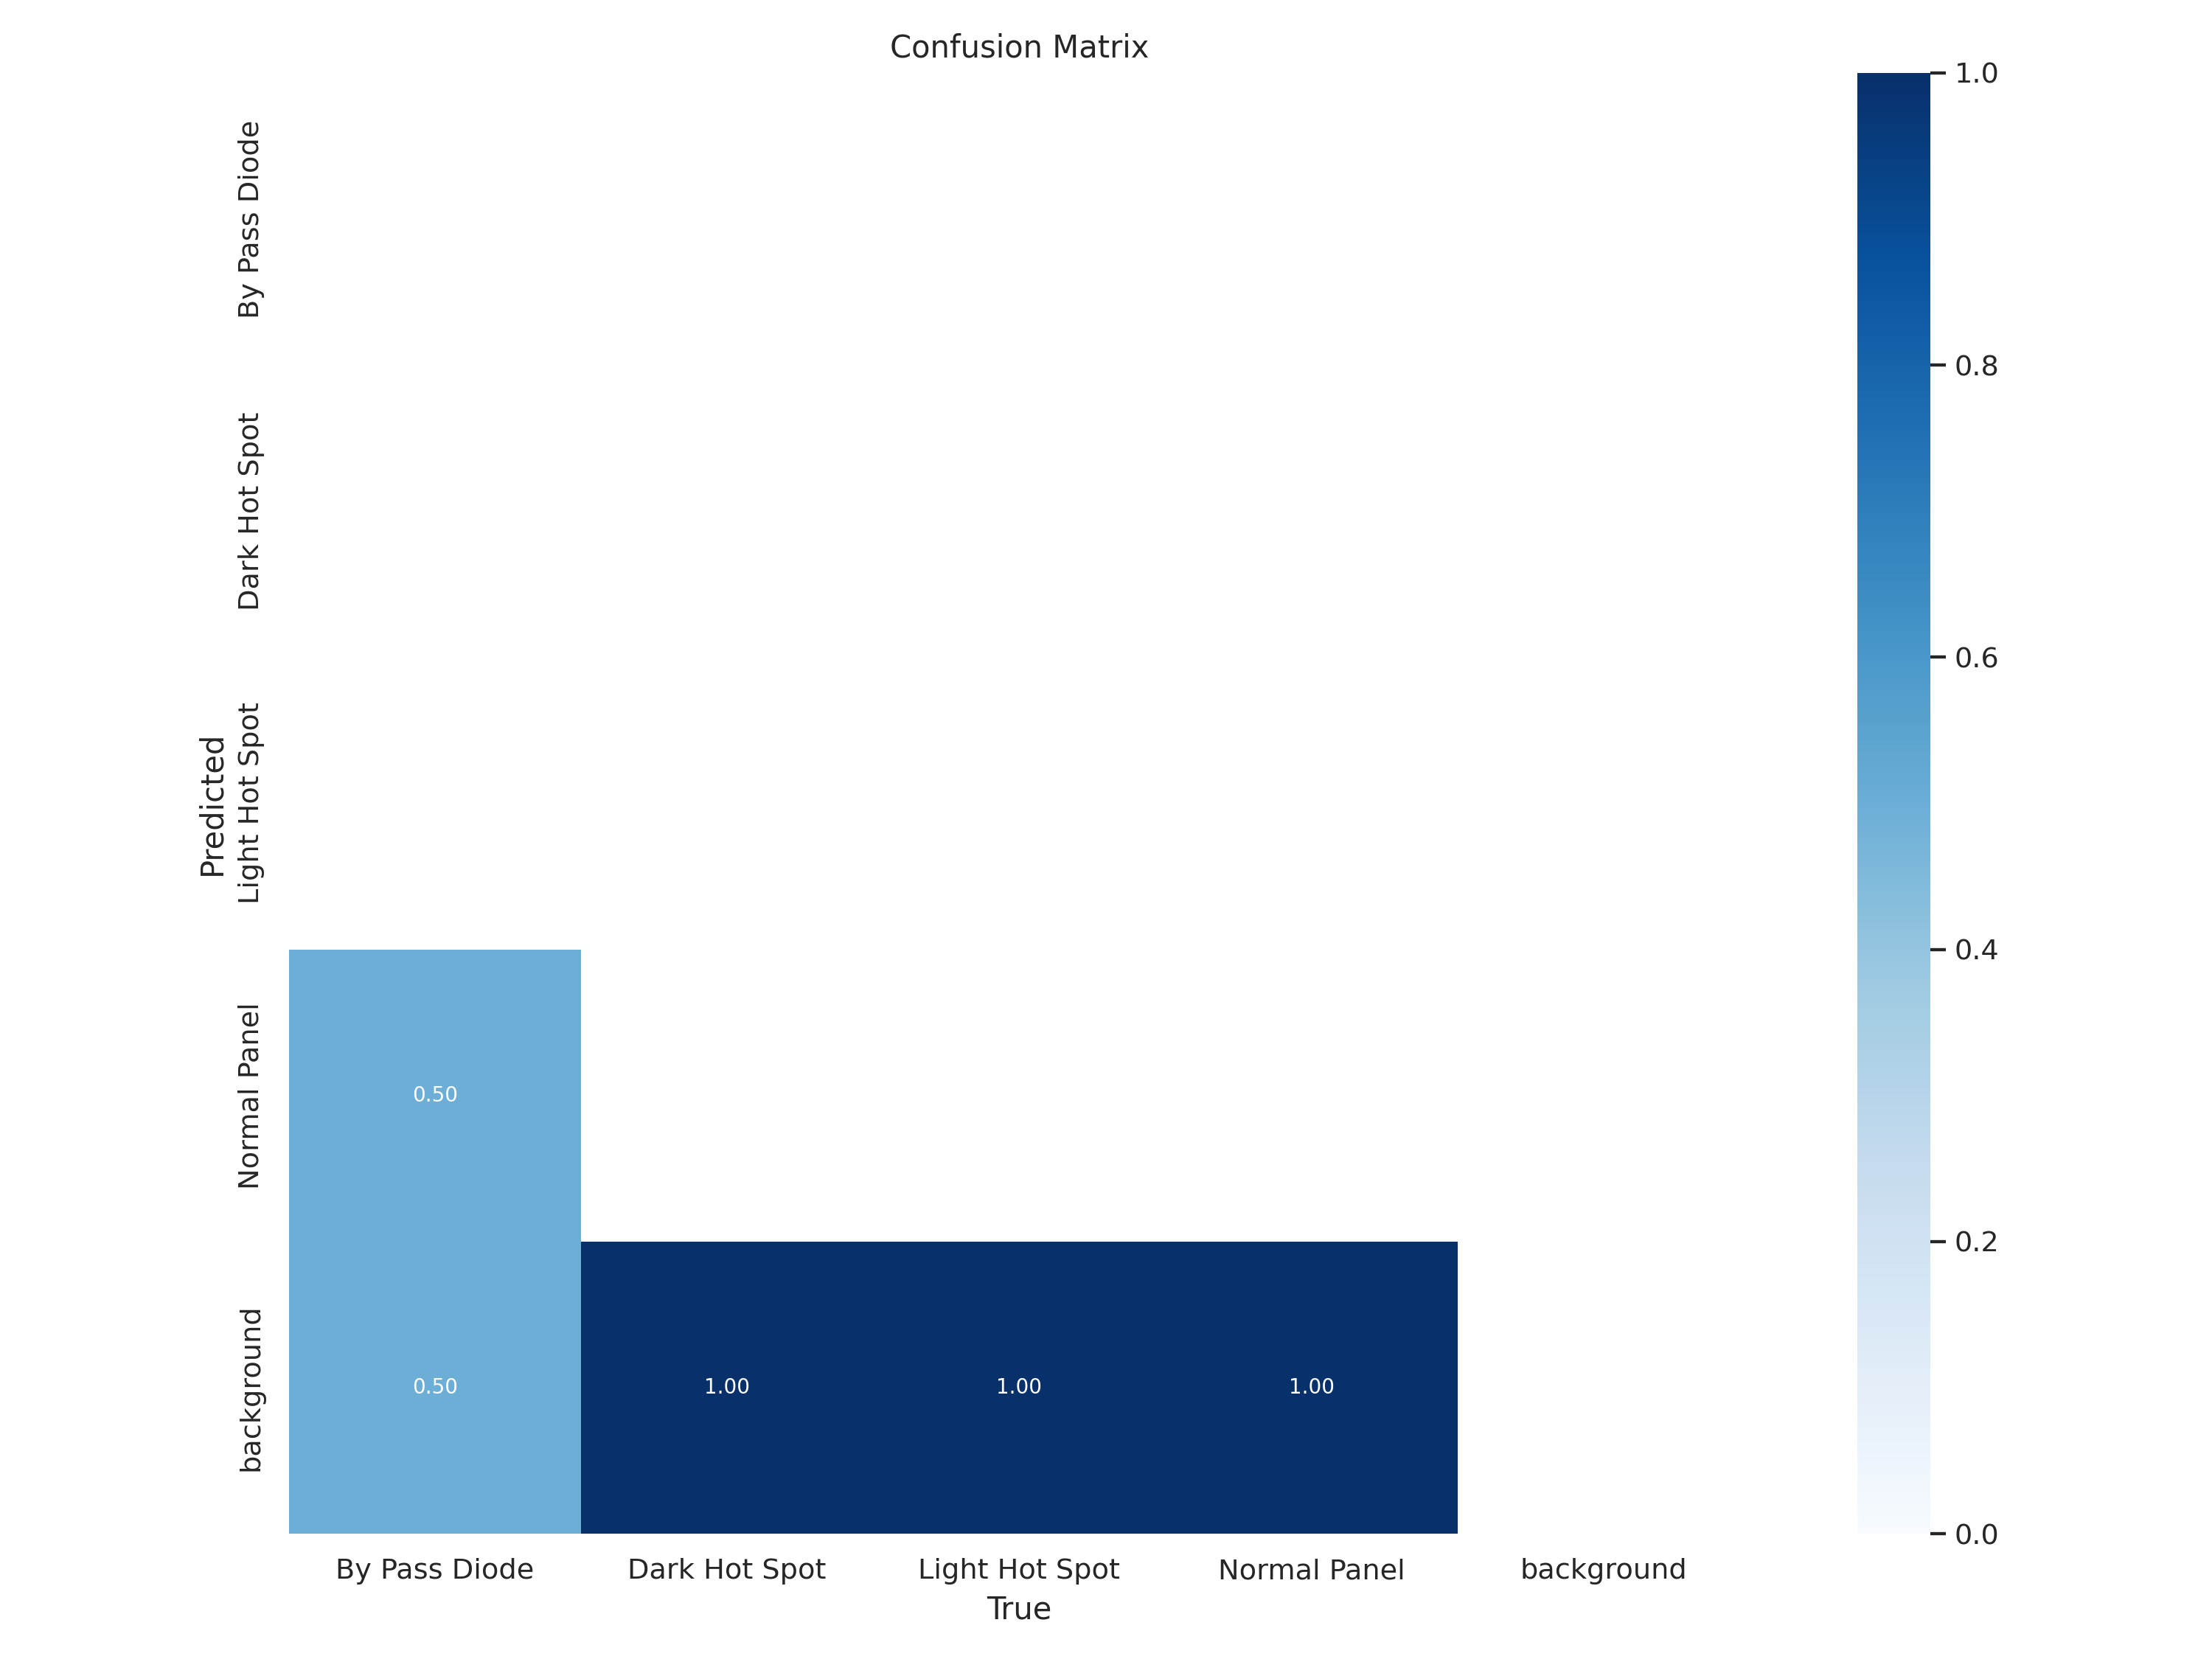 Confusion Matrix
By Pass Diode
Dark Hot Spot
Light Hot Spot
Normal Panel
background
Predicted
0.50
0.50
1.00
1.00
1.00
By Pass Diode
Dark Hot Spot
Light Hot Spot
Normal Panel
background
True
1.0
0.8
0.6
0.4
0.2
0.0